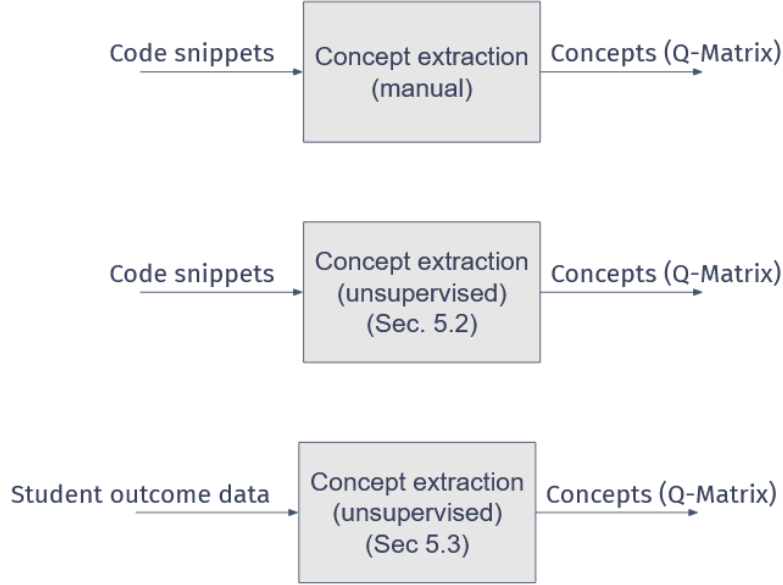 Code snippets
Concept extraction
(manual)
Concepts (Q-Matrix)
Code snippets
Concept extraction
(unsupervised)
(Sec. 5.2)
Concepts (Q-Matrix)
Student outcome data
Concept extraction
(unsupervised)
(Sec 5.3)
Concepts (Q-Matrix)